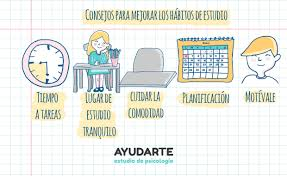 CONSEJOS PARA MEJORAR LOS HÁBITOS DE ESTUDIO
TIEMPO
A TAREAS
LUGAR DE
ESTUDIO
TRANQUILO
CUIDAR LA
COMODIDAD
PLANIFICACIÓN
MOTÍVALE
AYUDARTE
estudio de psicología